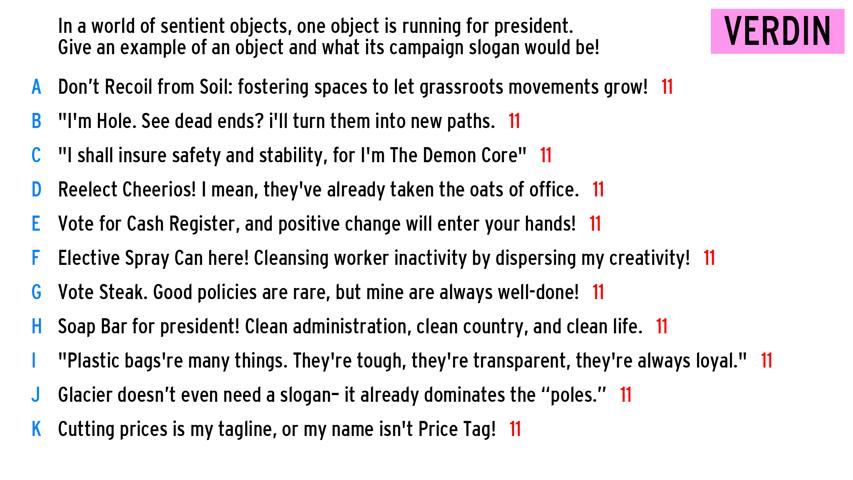 In a world of sentient objects, one object is running for president.
Give an example of an object and what its campaign slogan would be!
VERDIN
A Don’t Recoil from Soil: fostering spaces to let grassroots movements grow! 11
B "I'm Hole. See dead ends? i'll turn them into new paths. 11
C "I shall insure safety and stability, for I'm The Demon Core" 11
D Reelect Cheerios! I mean, they've already taken the oats of office. 11
E Vote for Cash Register, and positive change will enter your hands! 11
F Elective Spray Can here! Cleansing worker inactivity by dispersing my creativity! 11
G Vote Steak. Good policies are rare, but mine are always well-done! 11
H Soap Bar for president! Clean administration, clean country, and clean life. 11
I "Plastic bags're many things. They're tough, they're transparent, they're always loyal." 11
J Glacier doesn’t even need a slogan– it already dominates the “poles.” 11
K Cutting prices is my tagline, or my name isn't Price Tag! 11